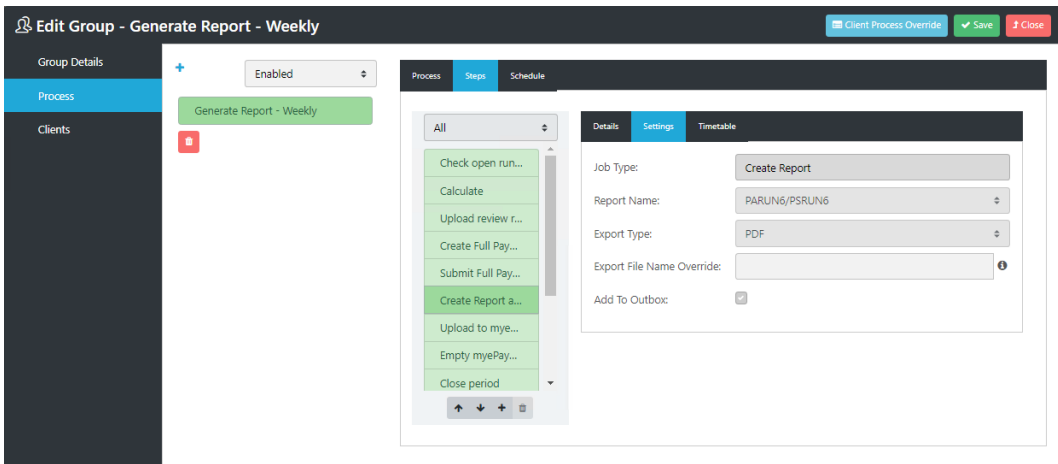 Edit Group - Generate Report - Weekly
Client Process Override
Save
Close
Group Details
Process
Clients
Enabled
Generate Report - Weekly
Process
Steps
Schedule
All
Check open run...
Calculate
Upload review r...
Create Full Pay...
Submit Full Pay...
Create Report a...
Upload to mye...
Empty myePay...
Close period
Details
Settings
Timetable
Job Type:
Create Report
Report Name:
PARUN6/PSRUN6
Export Type:
PDF
Export File Name Override:
Add To Outbox: